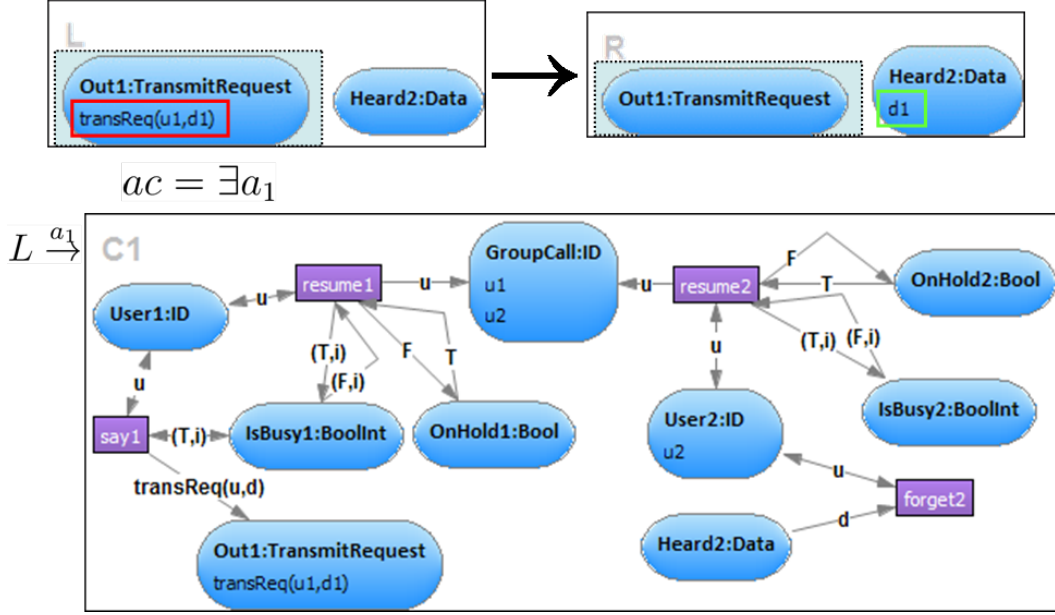 L
R
Out1:TransmitRequest
transReq(u1,d1)
Heard2:Data
Out1:TransmitRequest
Heard2:Data
d1
ac = ∃a₁
L →a₁
C1
User1:ID
u
resume1
u
GroupCall:ID
u1
u2
u
resume2
F
T
OnHold2:Bool
u
(T,i)
(F,i)
F
T
u
(T,i)
(F,i)
say1
(T,i)
IsBusy1:BoolInt
OnHold1:Bool
User2:ID
u2
IsBusy2:BoolInt
transReq(u,d)
u
forget2
Out1:TransmitRequest
transReq(u1,d1)
Heard2:Data
d